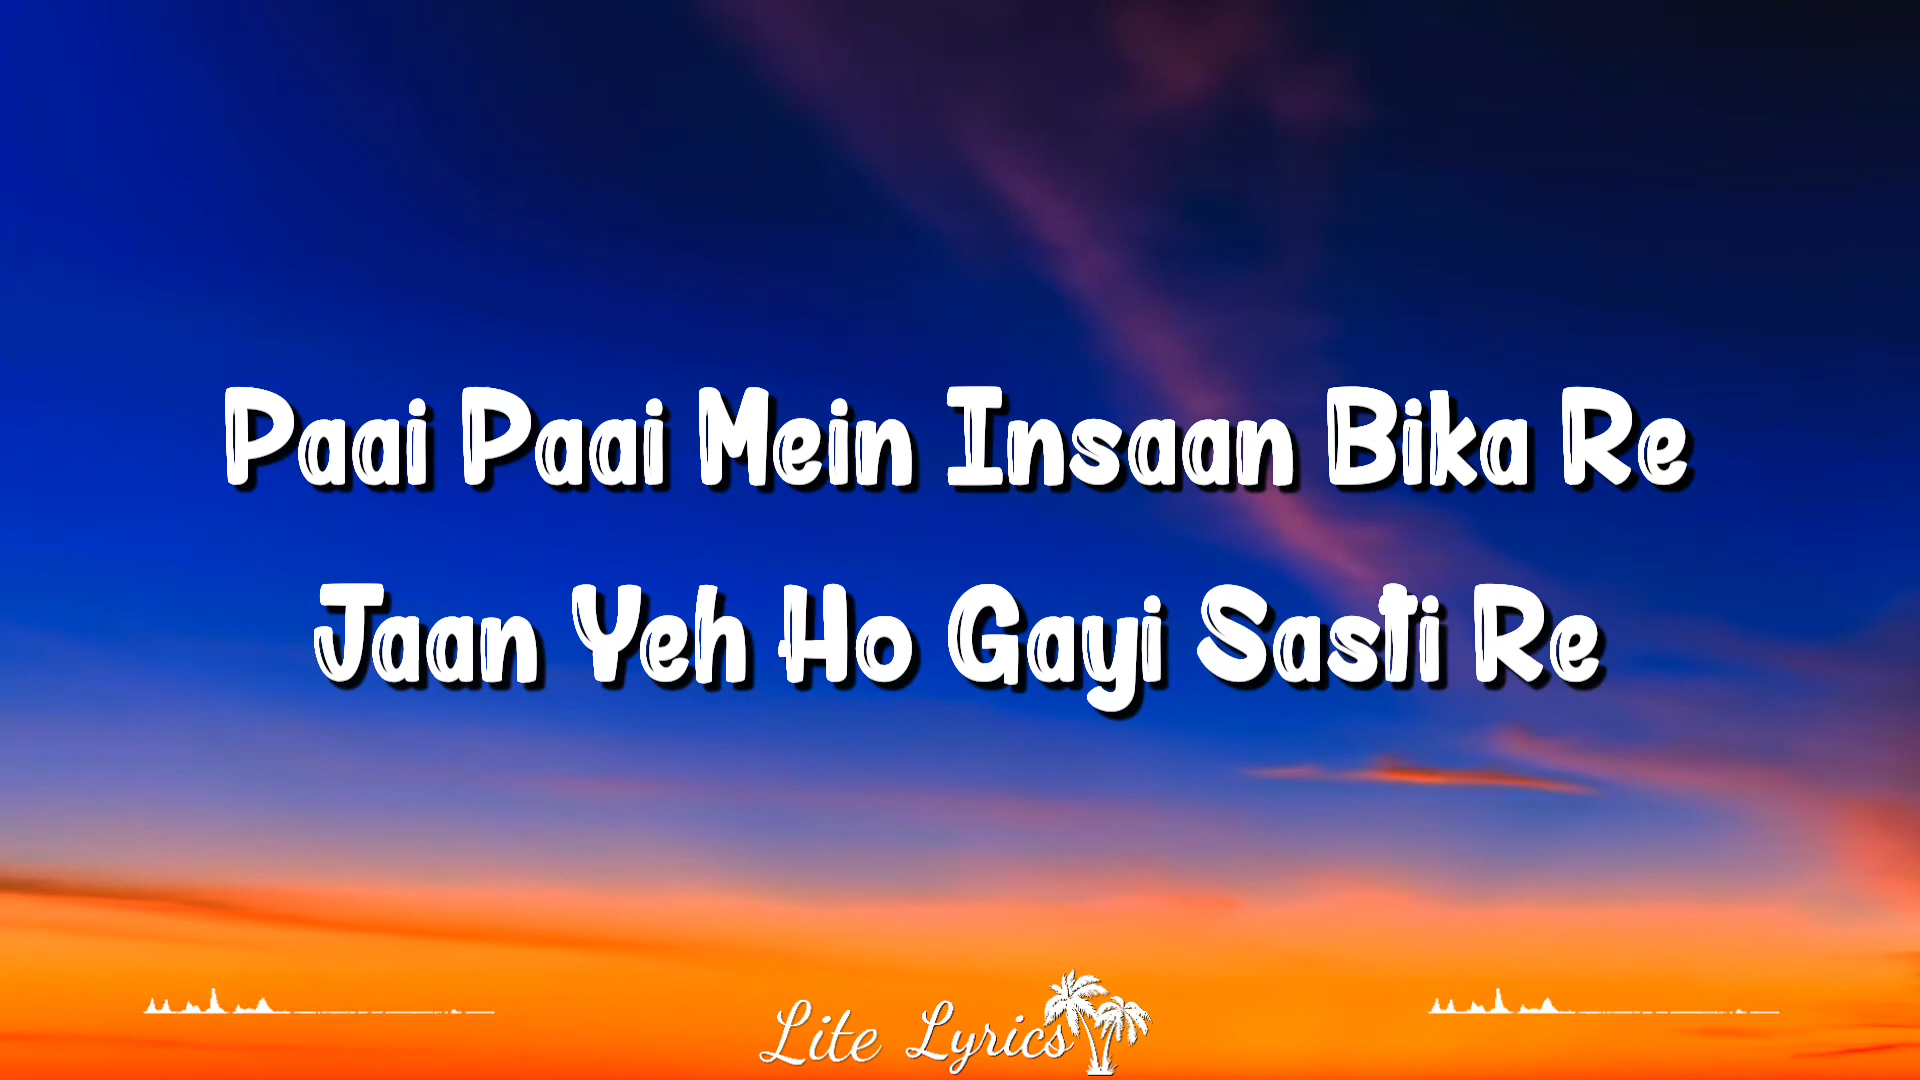 Paai Paai Mein Insaan Bika Re
Jaan Yeh Ho Gayi Sasti Re
Lite Lyrics